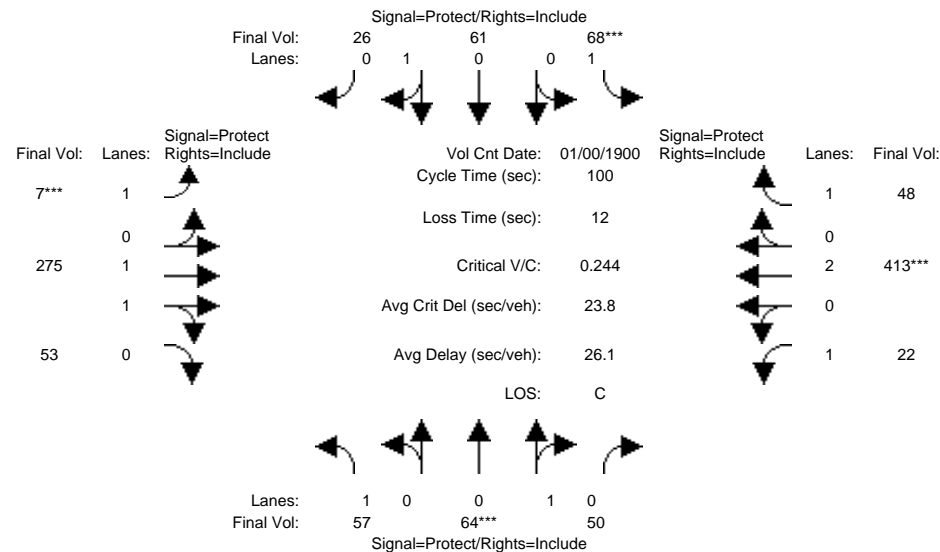 Signal=Protect/Rights=Include
Final Vol: 26 61 68***
Lanes: 0 1 0 0 1
Signal=Protect Signal=Protect
Final Vol: Lanes: Rights=Include Vol Cnt Date: 01/00/1900 Rights=Include Lanes: Final Vol:
Cycle Time (sec): 100
7*** 1 1 48
Loss Time (sec): 12
0 0
275 1 Critical V/C: 0.244 2 413***
1 Avg Crit Del (sec/veh): 23.8 0
53 0 Avg Delay (sec/veh): 26.1 1 22
LOS: C
Lanes: 1 0 0 1 0
Final Vol: 57 64*** 50
Signal=Protect/Rights=Include